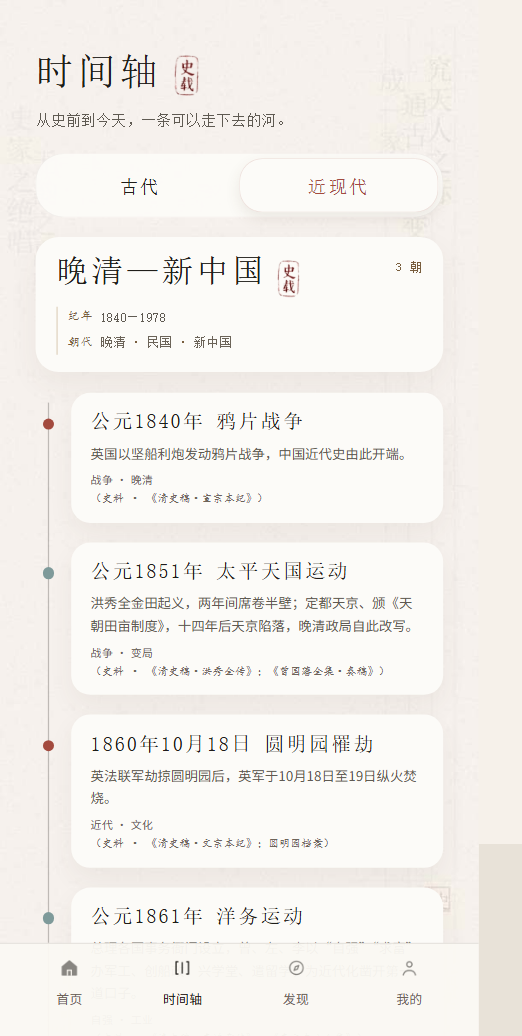 时间轴 史载
从史前到今天，一条可以走下去的河。
古代 近现代
晚清—新中国 史载 3 朝
纪年 1840—1978
朝代 晚清 · 民国 · 新中国
公元1840年 鸦片战争
英国以坚船利炮发动鸦片战争，中国近代史由此开端。
战争 · 晚清
（史料 · 《清史稿·宣宗本纪》）
公元1851年 太平天国运动
洪秀全金田起义，两年间席卷半壁；定都天京、颁《天
朝田亩制度》，十四年后天京陷落，晚清政局自此改写。
战争 · 变局
（史料 · 《清史稿·洪秀全传》；《曾国藩全集·奏稿》）
1860年10月18日 圆明园罹劫
英法联军劫掠圆明园后，英军于10月18日至19日纵火焚
烧。
近代 · 文化
（史料 · 《清史稿·文宗本纪》；圆明园档案）
公元1861年 洋务运动
首页 时间轴 发现 我的